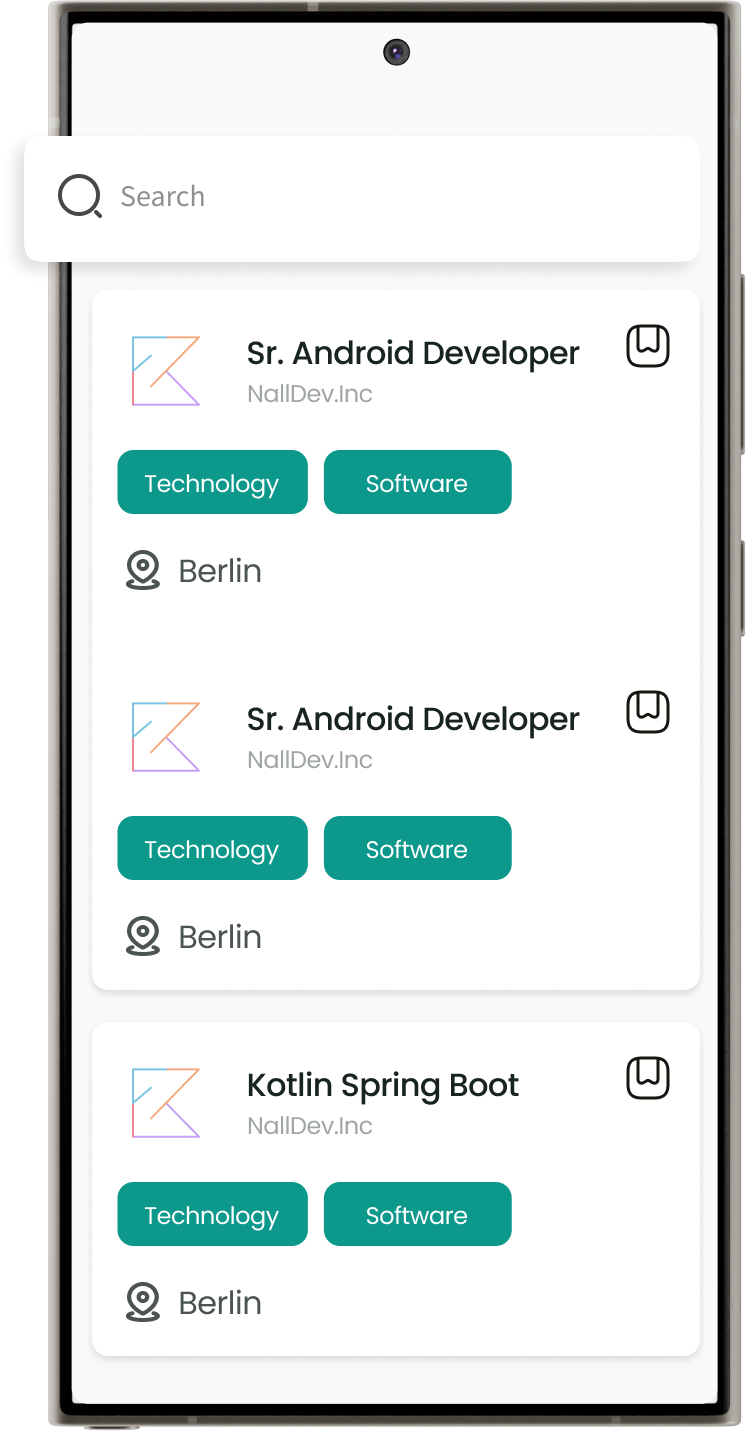 Search
Sr. Android Developer
NallDev.Inc
Technology Software
Berlin
Sr. Android Developer
NallDev.Inc
Technology Software
Berlin
Kotlin Spring Boot
NallDev.Inc
Technology Software
Berlin